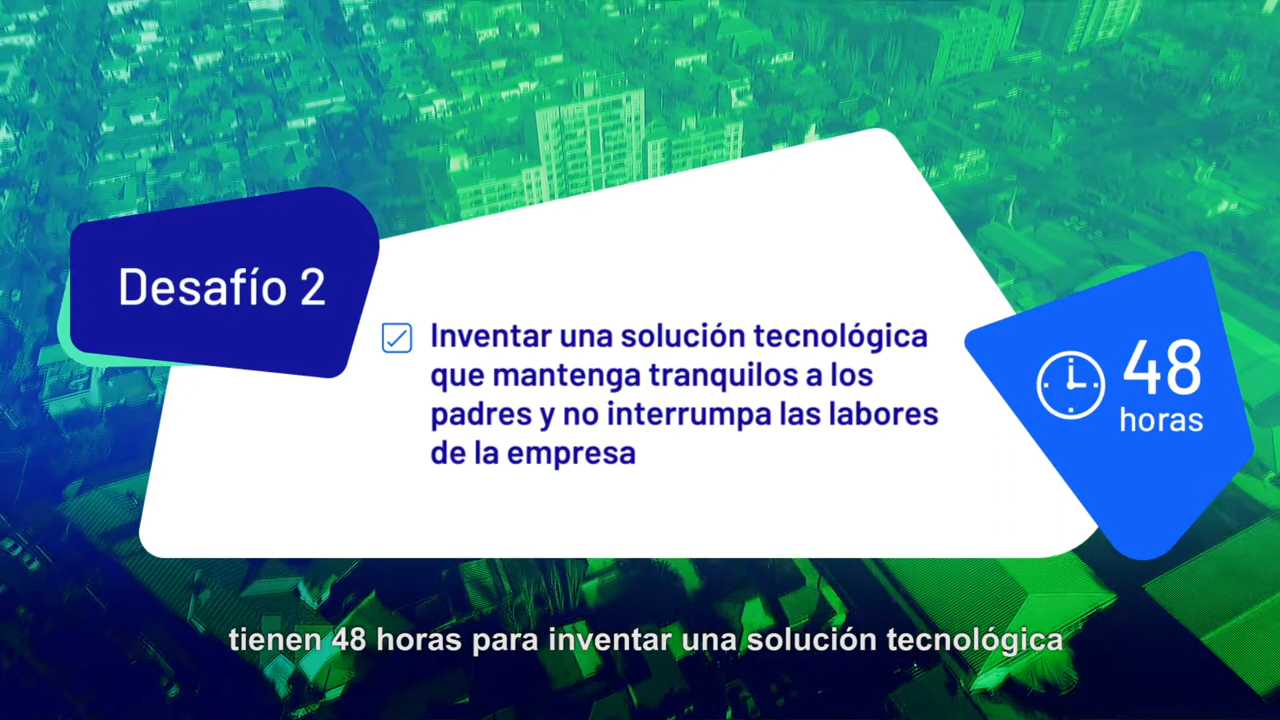 Desafío 2
Inventar una solución tecnológica
que mantenga tranquilos a los
padres y no interrumpa las labores
de la empresa
48
horas
tienen 48 horas para inventar una solución tecnológica